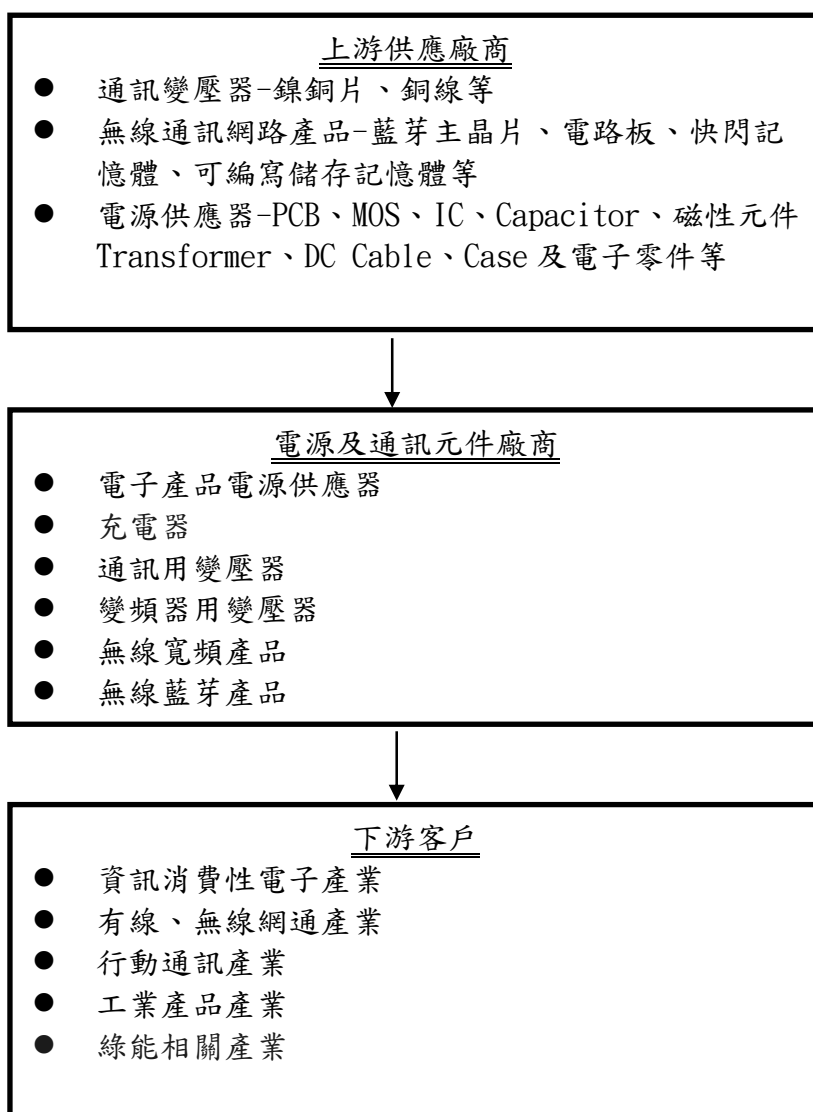 上游供應廠商
● 通訊變壓器-鎳銅片、銅線等
● 無線通訊網路產品-藍芽主晶片、電路板、快閃記
憶體、可編寫儲存記憶體等
● 電源供應器-PCB、MOS、IC、Capacitor、磁性元件
Transformer、DC Cable、Case 及電子零件等
電源及通訊元件廠商
● 電子產品電源供應器
● 充電器
● 通訊用變壓器
● 變頻器用變壓器
● 無線寬頻產品
● 無線藍芽產品
下游客戶
● 資訊消費性電子產業
● 有線、無線網通產業
● 行動通訊產業
● 工業產品產業
● 綠能相關產業